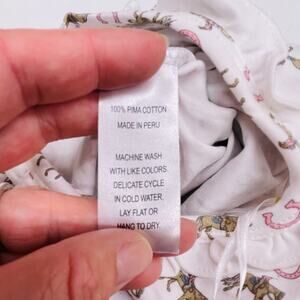 100% PIMA COTTON
MADE IN PERU
MACHINE WASH
WITH LIKE COLORS,
DELICATE CYCLE
IN COLD WATER,
LAY FLAT OR
HANG TO DRY